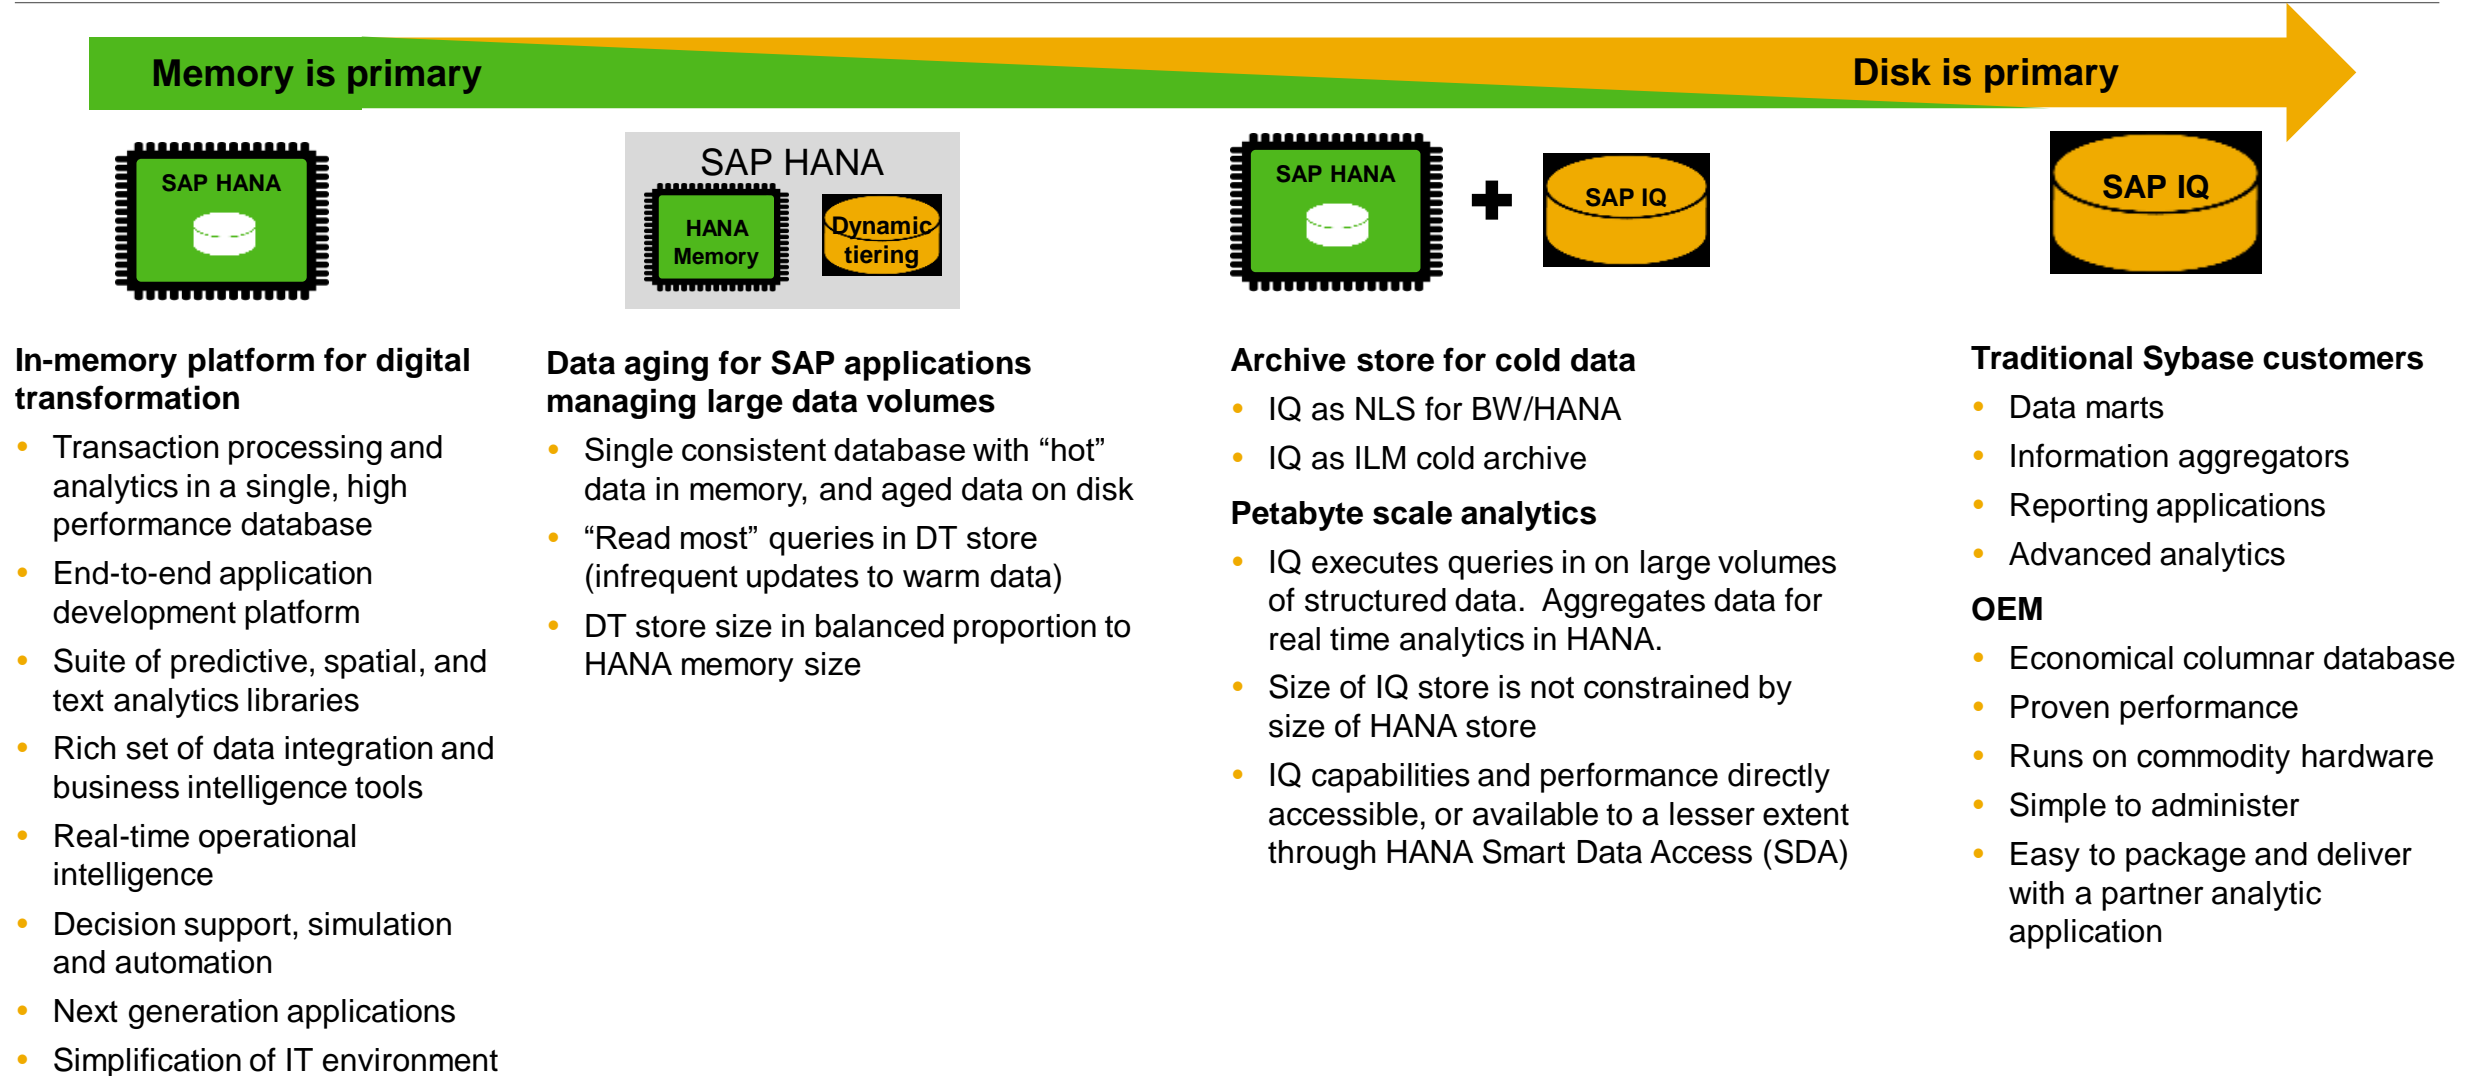 Memory is primary
Disk is primary
SAP HANA
SAP HANA
HANA
Memory
Dynamic
tiering
SAP HANA
SAP IQ
SAP IQ
In-memory platform for digital
transformation
• Transaction processing and
analytics in a single, high
performance database
• End-to-end application
development platform
• Suite of predictive, spatial, and
text analytics libraries
• Rich set of data integration and
business intelligence tools
• Real-time operational
intelligence
• Decision support, simulation
and automation
• Next generation applications
• Simplification of IT environment
Data aging for SAP applications
managing large data volumes
• Single consistent database with “hot”
data in memory, and aged data on disk
• “Read most” queries in DT store
(infrequent updates to warm data)
• DT store size in balanced proportion to
HANA memory size
Archive store for cold data
• IQ as NLS for BW/HANA
• IQ as ILM cold archive
Petabyte scale analytics
• IQ executes queries in on large volumes
of structured data.  Aggregates data for
real time analytics in HANA.
• Size of IQ store is not constrained by
size of HANA store
• IQ capabilities and performance directly
accessible, or available to a lesser extent
through HANA Smart Data Access (SDA)
Traditional Sybase customers
• Data marts
• Information aggregators
• Reporting applications
• Advanced analytics
OEM
• Economical columnar database
• Proven performance
• Runs on commodity hardware
• Simple to administer
• Easy to package and deliver
with a partner analytic
application